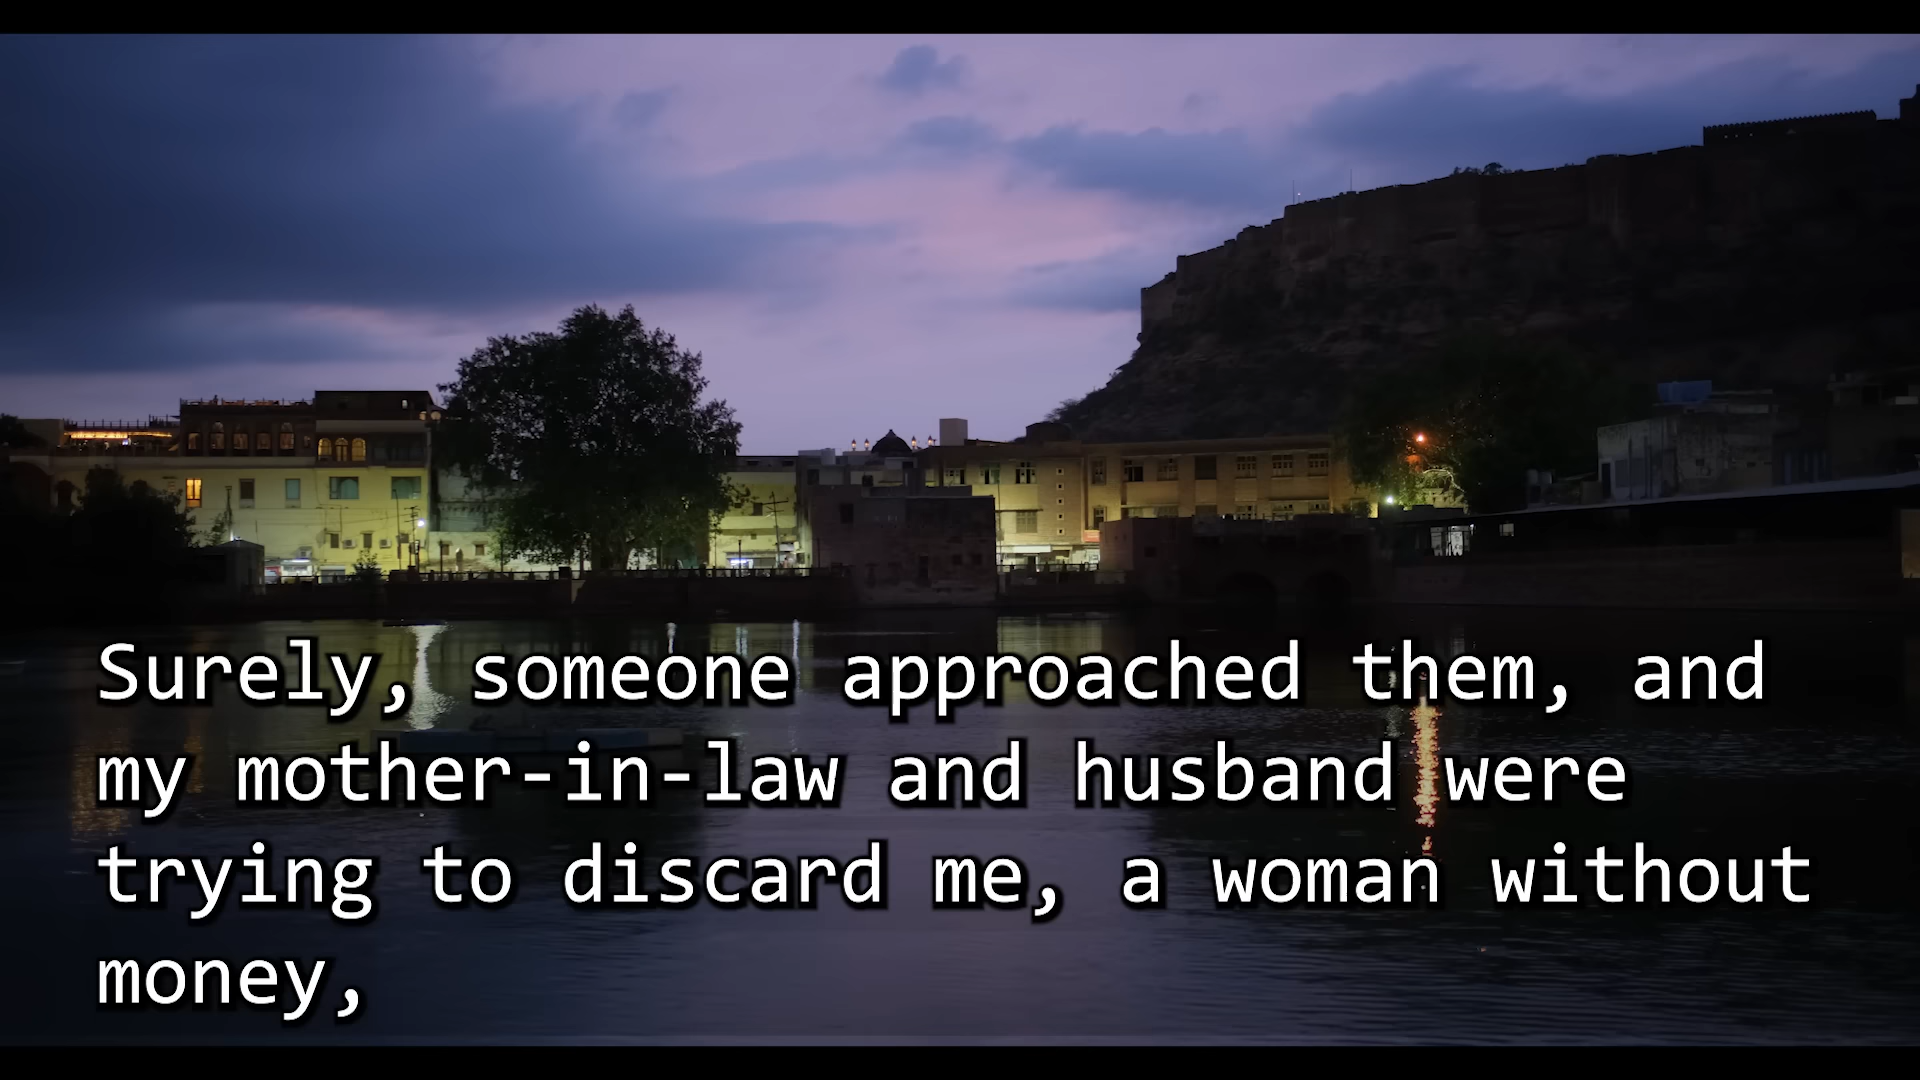 Surely, someone approached them, and
my mother-in-law and husband were
trying to discard me, a woman without
money,